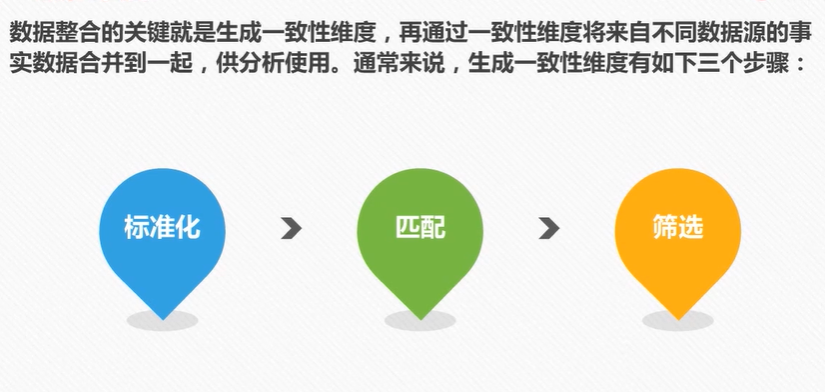 数据整合的关键就是生成一致性维度，再通过一致性维度将来自不同数据源的事
实数据合并到一起，供分析使用。通常来说，生成一致性维度有如下三个步骤：
标准化
匹配
筛选